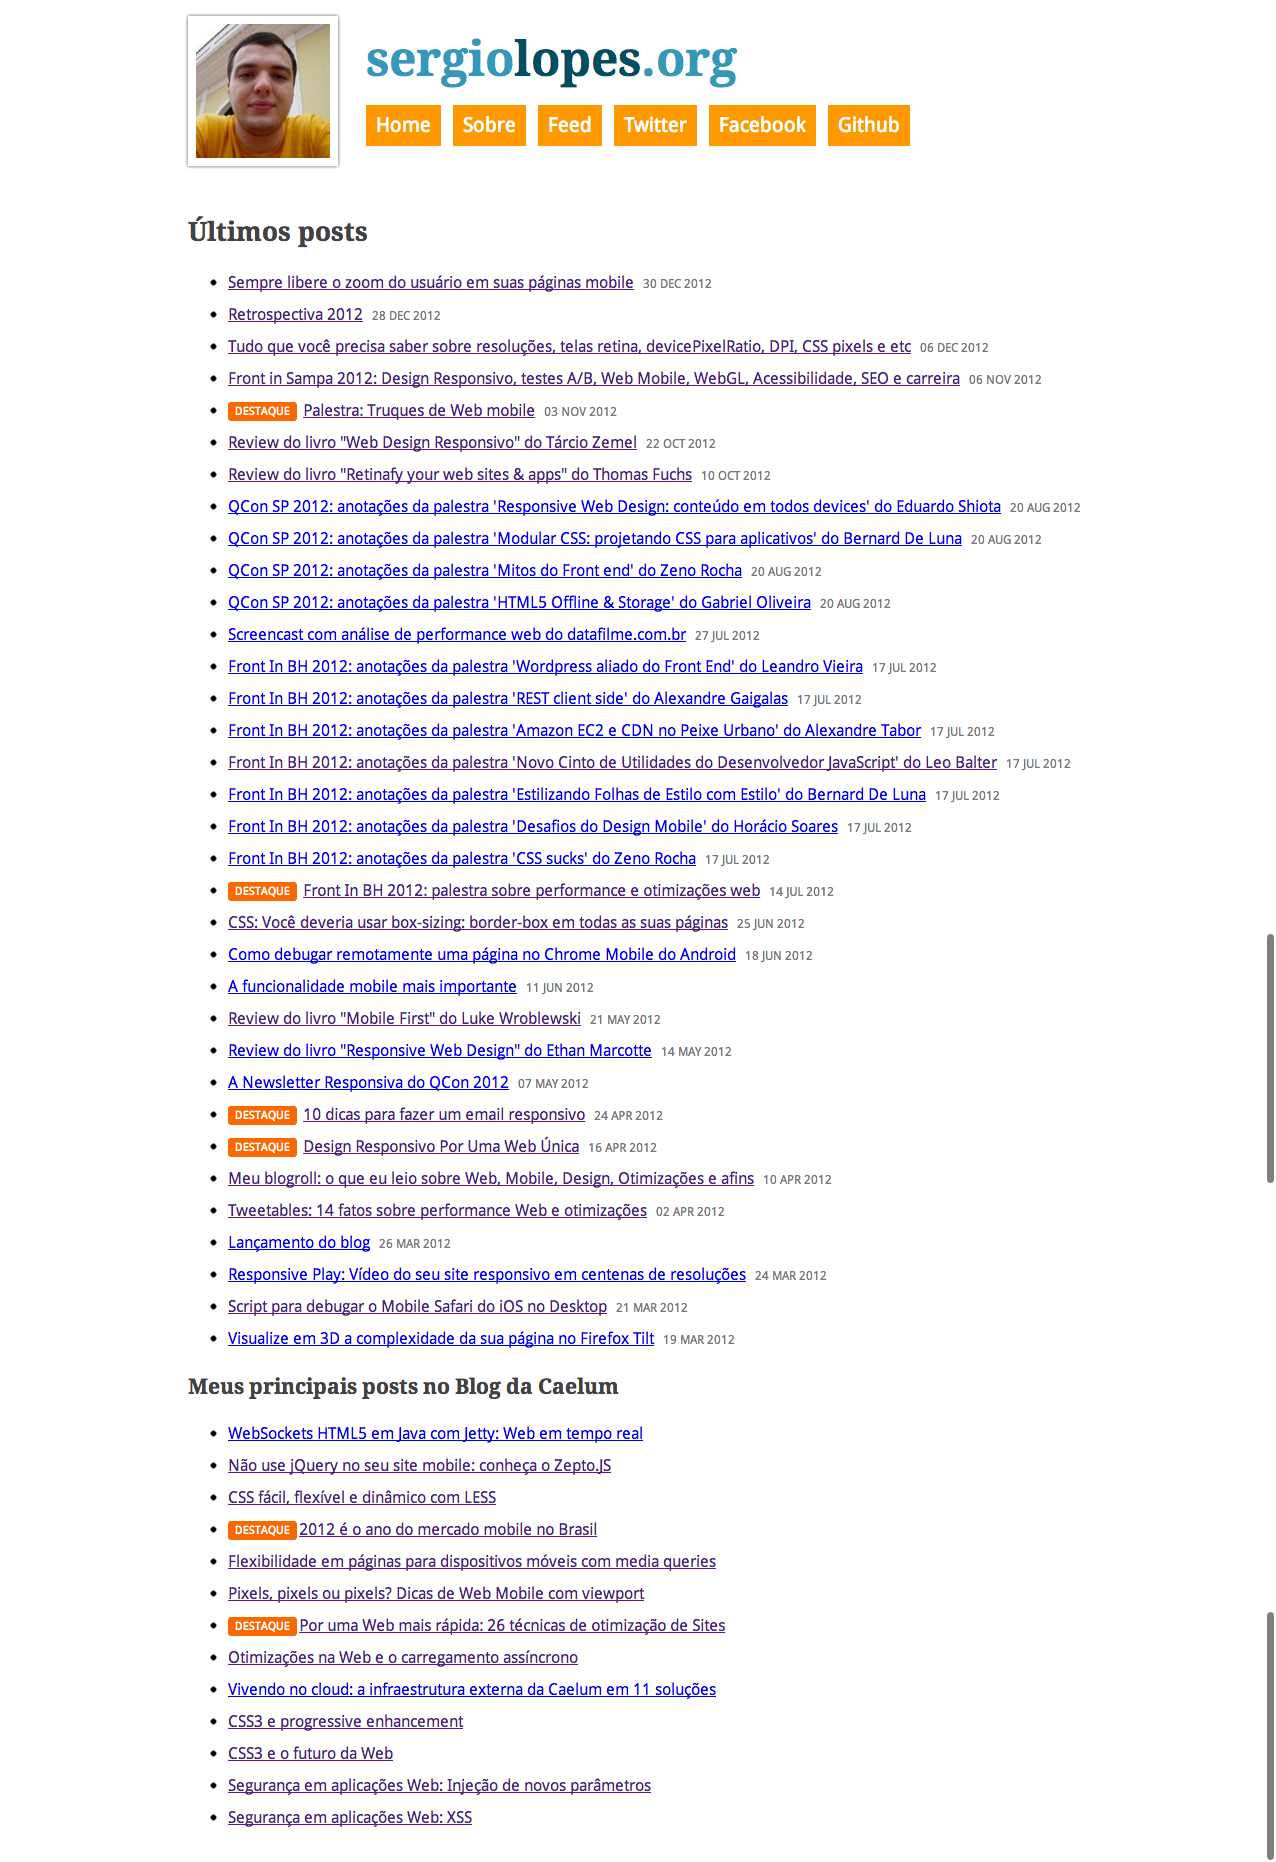 sergiolopes.org
Home Sobre Feed Twitter Facebook Github
Últimos posts
Sempre libere o zoom do usuário em suas páginas mobile 30 DEC 2012
Retrospectiva 2012 28 DEC 2012
Tudo que você precisa saber sobre resoluções, telas retina, devicePixelRatio, DPI, CSS pixels e etc 06 DEC 2012
Front in Sampa 2012: Design Responsivo, testes A/B, Web Mobile, WebGL, Acessibilidade, SEO e carreira 06 NOV 2012
DESTAQUE Palestra: Truques de Web mobile 03 NOV 2012
Review do livro "Web Design Responsivo" do Tárcio Zemel 22 OCT 2012
Review do livro "Retinafy your web sites & apps" do Thomas Fuchs 10 OCT 2012
QCon SP 2012: anotações da palestra 'Responsive Web Design: conteúdo em todos devices' do Eduardo Shiota 20 AUG 2012
QCon SP 2012: anotações da palestra 'Modular CSS: projetando CSS para aplicativos' do Bernard De Luna 20 AUG 2012
QCon SP 2012: anotações da palestra 'Mitos do Front end' do Zeno Rocha 20 AUG 2012
QCon SP 2012: anotações da palestra 'HTML5 Offline & Storage' do Gabriel Oliveira 20 AUG 2012
Screencast com análise de performance web do datafilme.com.br 27 JUL 2012
Front In BH 2012: anotações da palestra 'Wordpress aliado do Front End' do Leandro Vieira 17 JUL 2012
Front In BH 2012: anotações da palestra 'REST client side' do Alexandre Gaigalas 17 JUL 2012
Front In BH 2012: anotações da palestra 'Amazon EC2 e CDN no Peixe Urbano' do Alexandre Tabor 17 JUL 2012
Front In BH 2012: anotações da palestra 'Novo Cinto de Utilidades do Desenvolvedor JavaScript' do Leo Balter 17 JUL 2012
Front In BH 2012: anotações da palestra 'Estilizando Folhas de Estilo com Estilo' do Bernard De Luna 17 JUL 2012
Front In BH 2012: anotações da palestra 'Desafios do Design Mobile' do Horácio Soares 17 JUL 2012
Front In BH 2012: anotações da palestra 'CSS sucks' do Zeno Rocha 17 JUL 2012
DESTAQUE Front In BH 2012: palestra sobre performance e otimizações web 14 JUL 2012
CSS: Você deveria usar box-sizing: border-box em todas as suas páginas 25 JUN 2012
Como debugar remotamente uma página no Chrome Mobile do Android 18 JUN 2012
A funcionalidade mobile mais importante 11 JUN 2012
Review do livro "Mobile First" do Luke Wroblewski 21 MAY 2012
Review do livro "Responsive Web Design" do Ethan Marcotte 14 MAY 2012
A Newsletter Responsiva do QCon 2012 07 MAY 2012
DESTAQUE 10 dicas para fazer um email responsivo 24 APR 2012
DESTAQUE Design Responsivo Por Uma Web Única 16 APR 2012
Meu blogroll: o que eu leio sobre Web, Mobile, Design, Otimizações e afins 10 APR 2012
Tweetables: 14 fatos sobre performance Web e otimizações 02 APR 2012
Lançamento do blog 26 MAR 2012
Responsive Play: Vídeo do seu site responsivo em centenas de resoluções 24 MAR 2012
Script para debugar o Mobile Safari do iOS no Desktop 21 MAR 2012
Visualize em 3D a complexidade da sua página no Firefox Tilt 19 MAR 2012
Meus principais posts no Blog da Caelum
WebSockets HTML5 em Java com Jetty: Web em tempo real
Não use jQuery no seu site mobile: conheça o Zepto.JS
CSS fácil, flexível e dinâmico com LESS
DESTAQUE 2012 é o ano do mercado mobile no Brasil
Flexibilidade em páginas para dispositivos móveis com media queries
Pixels, pixels ou pixels? Dicas de Web Mobile com viewport
DESTAQUE Por uma Web mais rápida: 26 técnicas de otimização de Sites
Otimizações na Web e o carregamento assíncrono
Vivendo no cloud: a infraestrutura externa da Caelum em 11 soluções
CSS3 e progressive enhancement
CSS3 e o futuro da Web
Segurança em aplicações Web: Injeção de novos parâmetros
Segurança em aplicações Web: XSS